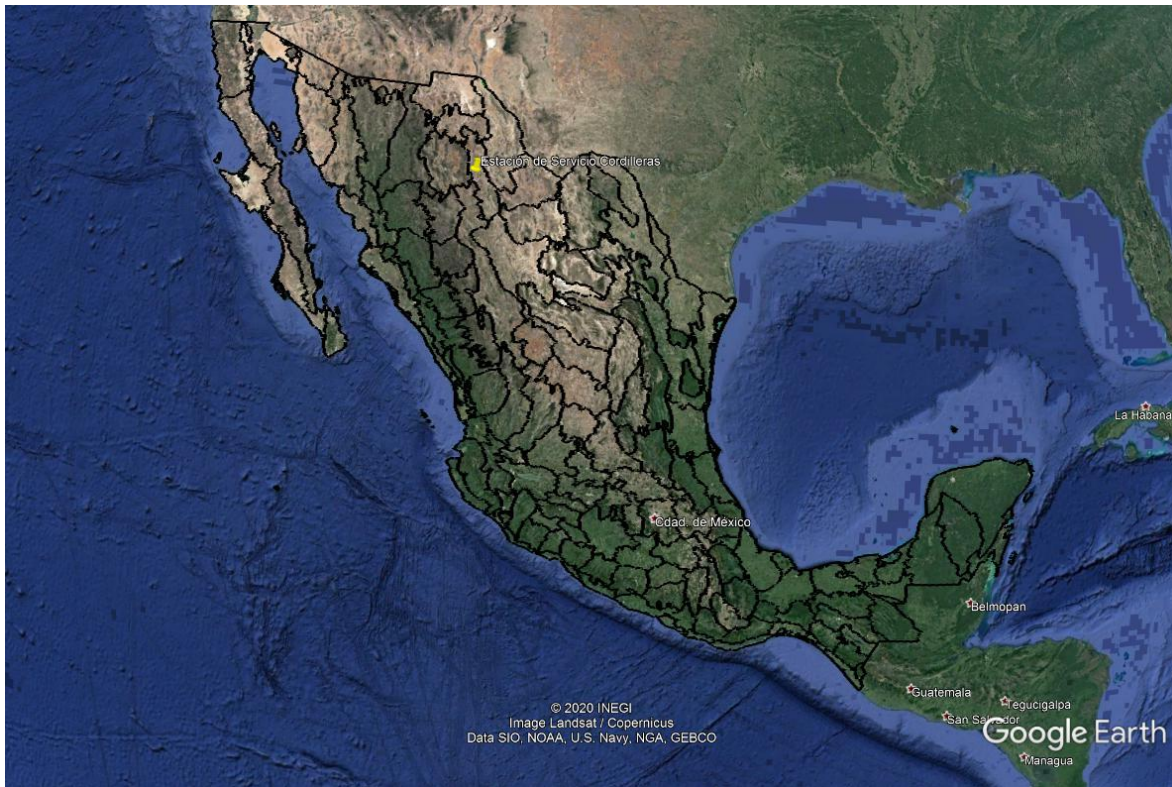 Estación de Servicio Cordilleras
La Habana
Cdad. de México
Belmopan
Guatemala
Tegucigalpa
San Salvador
© 2020 INEGI
Image Landsat / Copernicus
Data SIO, NOAA, U.S. Navy, NGA, GEBCO
Google Earth
Managua